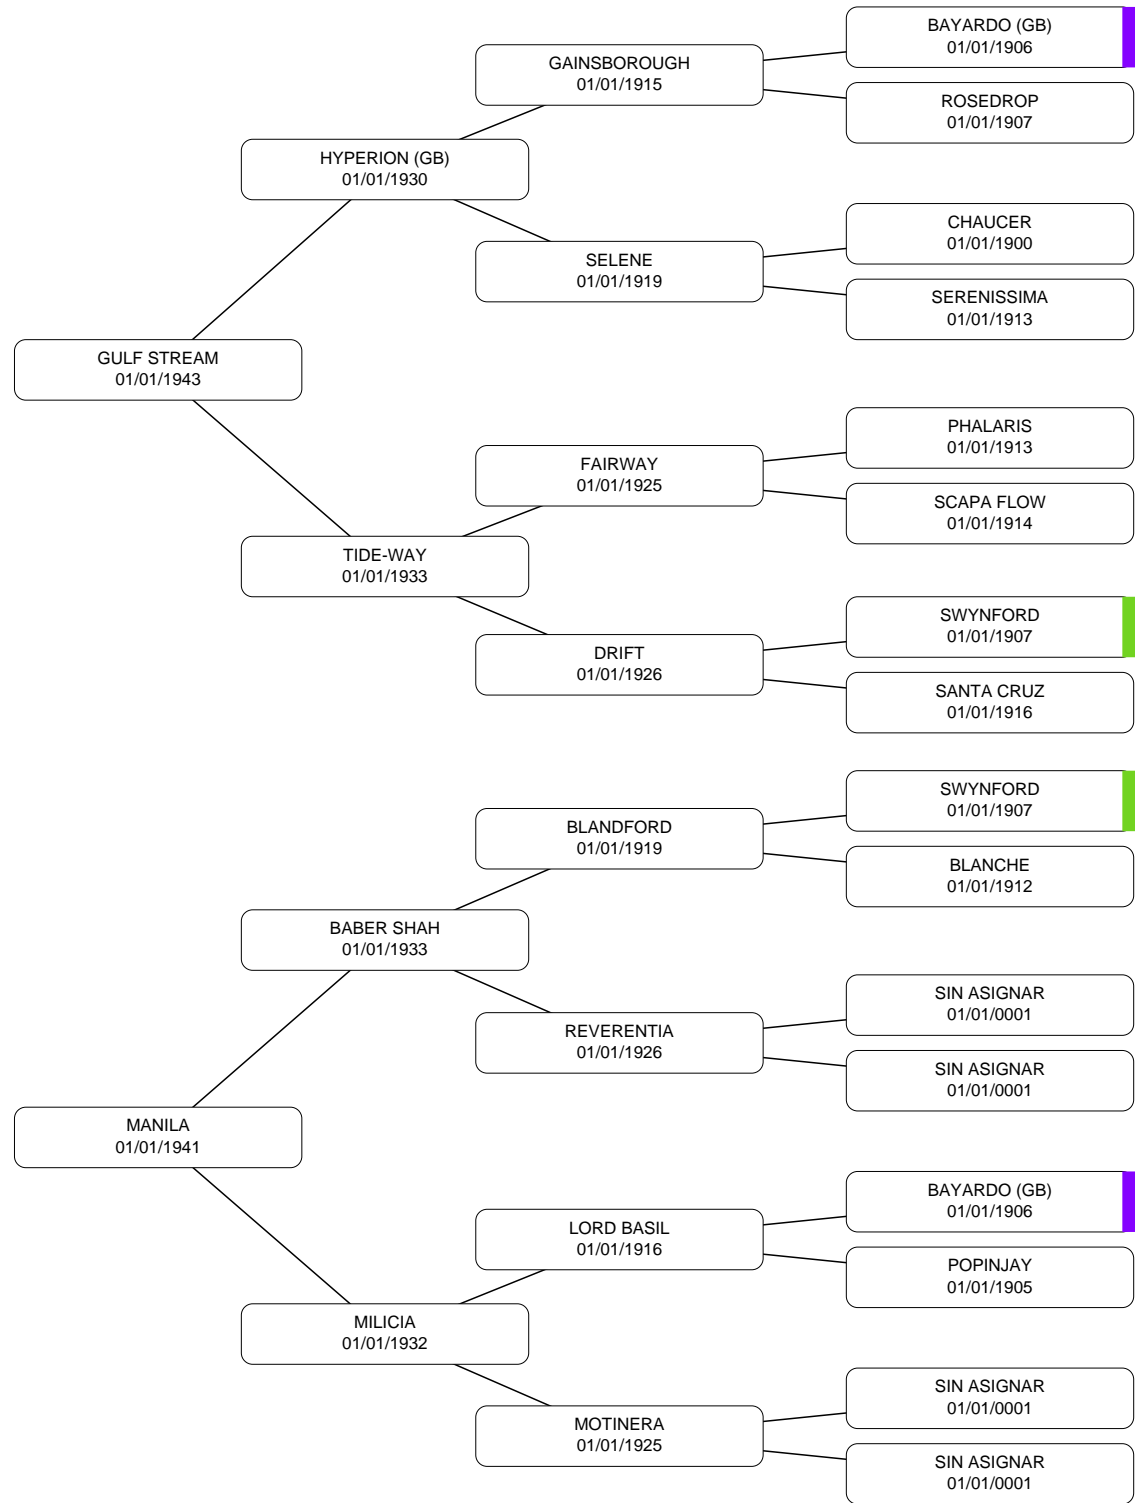 BAYARDO (GB)
01/01/1906
GAINSBOROUGH
01/01/1915
ROSEDROP
01/01/1907
HYPERION (GB)
01/01/1930
CHAUCER
01/01/1900
SELENE
01/01/1919
SERENISSIMA
01/01/1913
GULF STREAM
01/01/1943
PHALARIS
01/01/1913
FAIRWAY
01/01/1925
SCAPA FLOW
01/01/1914
TIDE-WAY
01/01/1933
SWYNFORD
01/01/1907
DRIFT
01/01/1926
SANTA CRUZ
01/01/1916
SWYNFORD
01/01/1907
BLANDFORD
01/01/1919
BLANCHE
01/01/1912
BABER SHAH
01/01/1933
SIN ASIGNAR
01/01/0001
REVERENTIA
01/01/1926
SIN ASIGNAR
01/01/0001
MANILA
01/01/1941
BAYARDO (GB)
01/01/1906
LORD BASIL
01/01/1916
POPINJAY
01/01/1905
MILICIA
01/01/1932
SIN ASIGNAR
01/01/0001
MOTINERA
01/01/1925
SIN ASIGNAR
01/01/0001